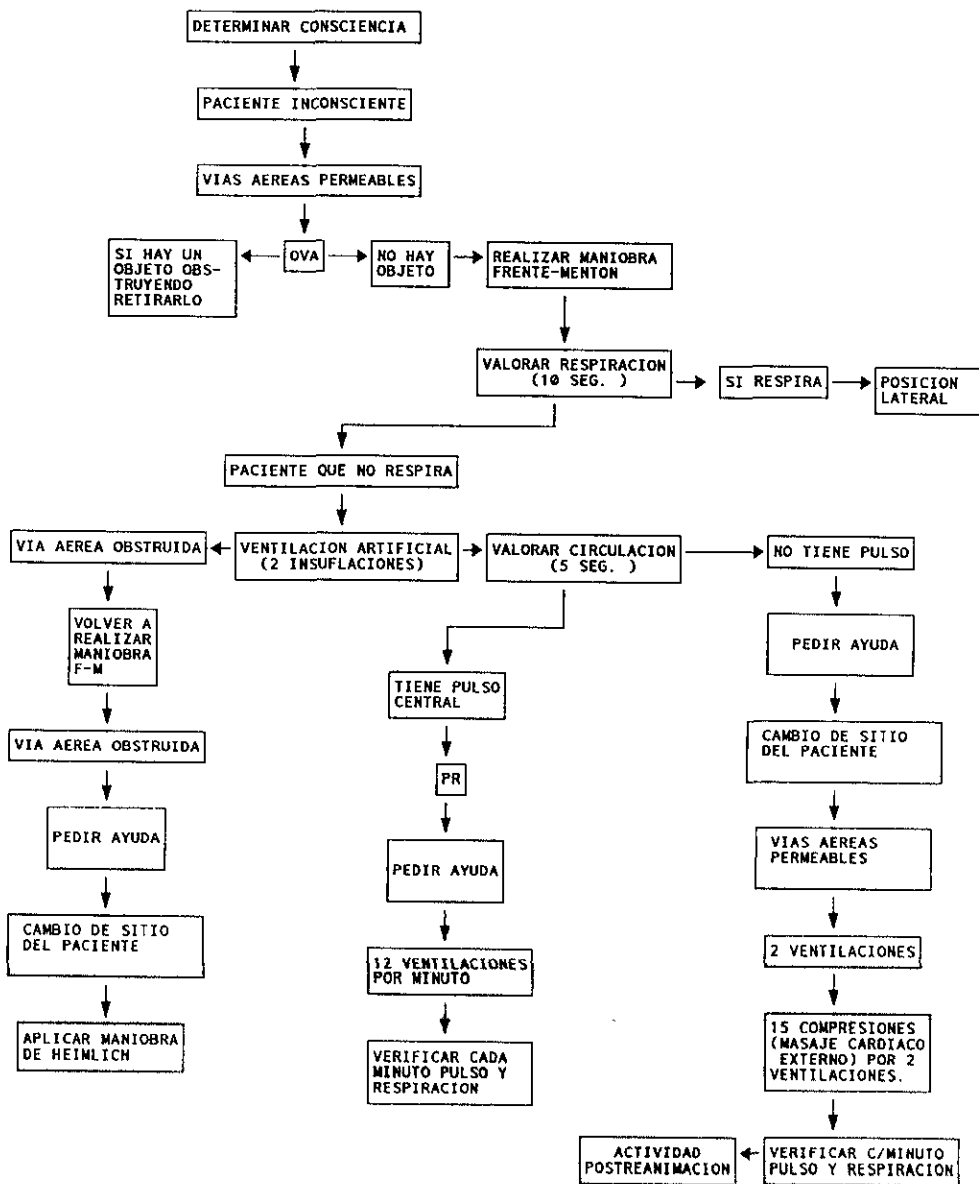 DETERMINAR CONSCIENCIA
PACIENTE INCONSCIENTE
VIAS AEREAS PERMEABLES
SI HAY UN
OBJETO OBS-
TRUYENDO
RETIRARLO
OVA
NO HAY
OBJETO
REALIZAR MANIOBRA
FRENTE-MENTON
VALORAR RESPIRACION
(10 SEG. )
SI RESPIRA
POSICION
LATERAL
PACIENTE QUE NO RESPIRA
VIA AEREA OBSTRUIDA
VENTILACION ARTIFICIAL
(2 INSUFLACIONES)
VALORAR CIRCULACION
(5 SEG. )
NO TIENE PULSO
VOLVER A
REALIZAR
MANIOBRA
F-M
VIA AEREA OBSTRUIDA
PEDIR AYUDA
CAMBIO DE SITIO
DEL PACIENTE
APLICAR MANIOBRA
DE HEIMLICH
TIENE PULSO
CENTRAL
PR
PEDIR AYUDA
12 VENTILACIONES
POR MINUTO
VERIFICAR CADA
MINUTO PULSO Y
RESPIRACION
PEDIR AYUDA
CAMBIO DE SITIO
DEL PACIENTE
VIAS AEREAS
PERMEABLES
2 VENTILACIONES
15 COMPRESIONES
(MASAJE CARDIACO
EXTERNO) POR 2
VENTILACIONES.
VERIFICAR C/MINUTO
PULSO Y RESPIRACION
ACTIVIDAD
POSTREANIMACION